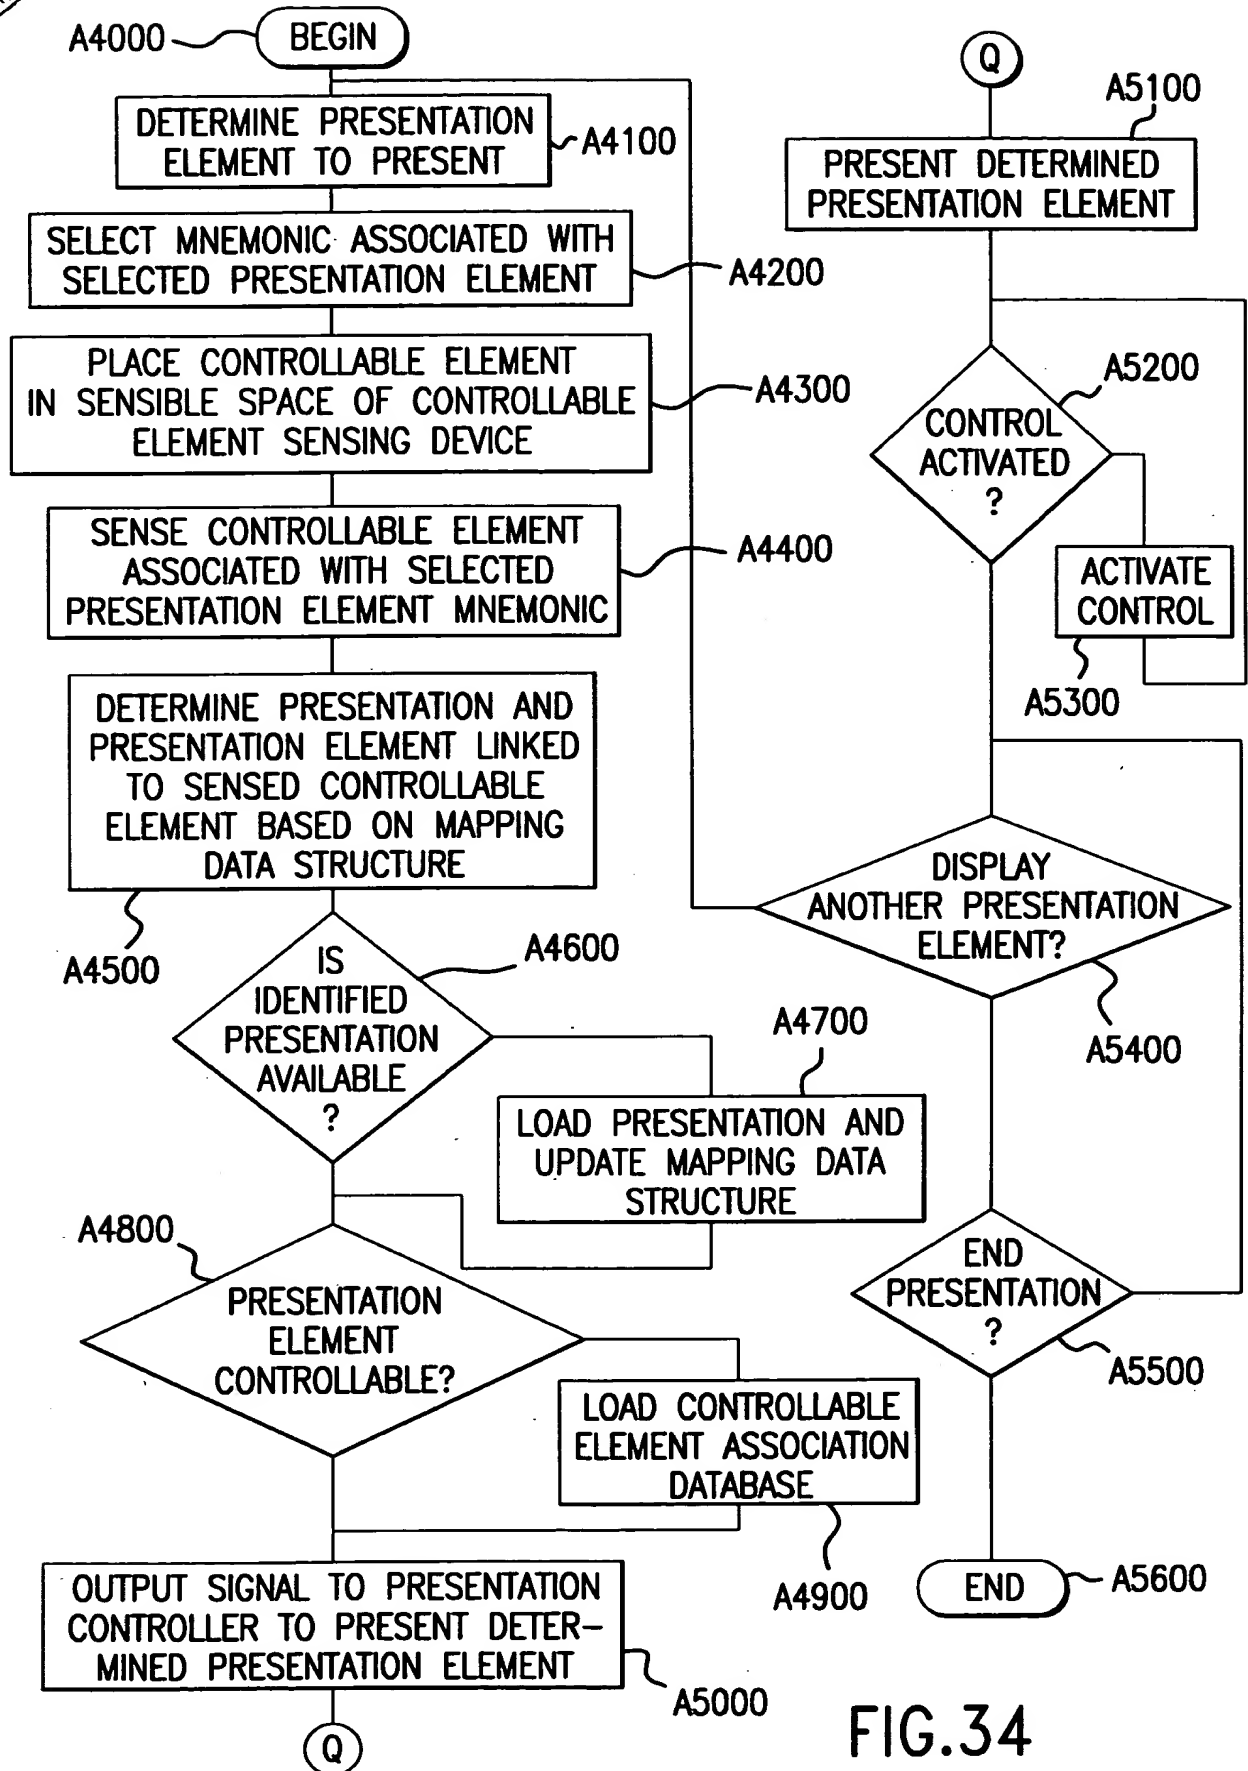 A4000
BEGIN
DETERMINE PRESENTATION
ELEMENT TO PRESENT
A4100
SELECT MNEMONIC ASSOCIATED WITH
SELECTED PRESENTATION ELEMENT
A4200
PLACE CONTROLLABLE ELEMENT
IN SENSIBLE SPACE OF CONTROLLABLE
ELEMENT SENSING DEVICE
A4300
SENSE CONTROLLABLE ELEMENT
ASSOCIATED WITH SELECTED
PRESENTATION ELEMENT MNEMONIC
A4400
DETERMINE PRESENTATION AND
PRESENTATION ELEMENT LINKED
TO SENSED CONTROLLABLE
ELEMENT BASED ON MAPPING
DATA STRUCTURE
A4500
IS
IDENTIFIED
PRESENTATION
AVAILABLE
?
A4600
A4700
LOAD PRESENTATION AND
UPDATE MAPPING DATA
STRUCTURE
A4800
PRESENTATION
ELEMENT
CONTROLLABLE?
LOAD CONTROLLABLE
ELEMENT ASSOCIATION
DATABASE
A4900
OUTPUT SIGNAL TO PRESENTATION
CONTROLLER TO PRESENT DETER-
MINED PRESENTATION ELEMENT
A5000
Q
Q
A5100
PRESENT DETERMINED
PRESENTATION ELEMENT
A5200
CONTROL
ACTIVATED
?
ACTIVATE
CONTROL
A5300
DISPLAY
ANOTHER PRESENTATION
ELEMENT?
A5400
END
PRESENTATION
?
A5500
END
A5600
FIG.34